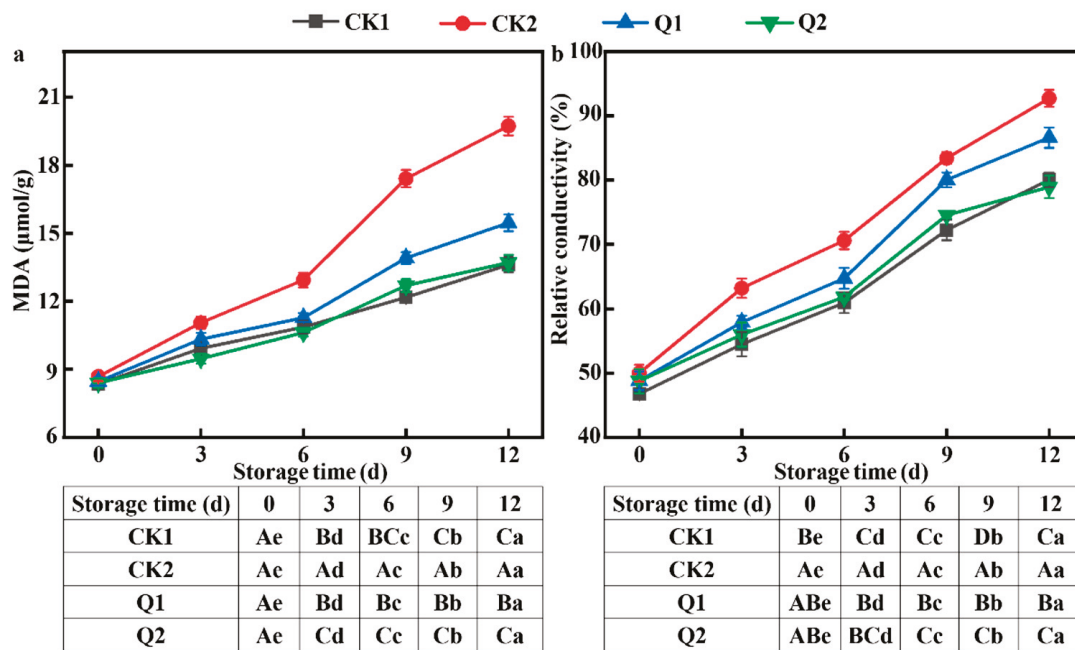 CK1 CK2 Q1 Q2
a
MDA (μmol/g)
21
18
15
12
9
6
0 3 6 9 12
Storage time (d)
b
Relative conductivity (%)
100
90
80
70
60
50
40
0 3 6 9 12
Storage time (d)
Storage time (d) 0 3 6 9 12
CK1 Ae Bd BCc Cb Ca
CK2 Ae Ad Ac Ab Aa
Q1 Ae Bd Bc Bb Ba
Q2 Ae Cd Cc Cb Ca
Storage time (d) 0 3 6 9 12
CK1 Be Cd Cc Db Ca
CK2 Ae Ad Ac Ab Aa
Q1 ABe Bd Bc Bb Ba
Q2 ABe BCd Cc Cb Ca